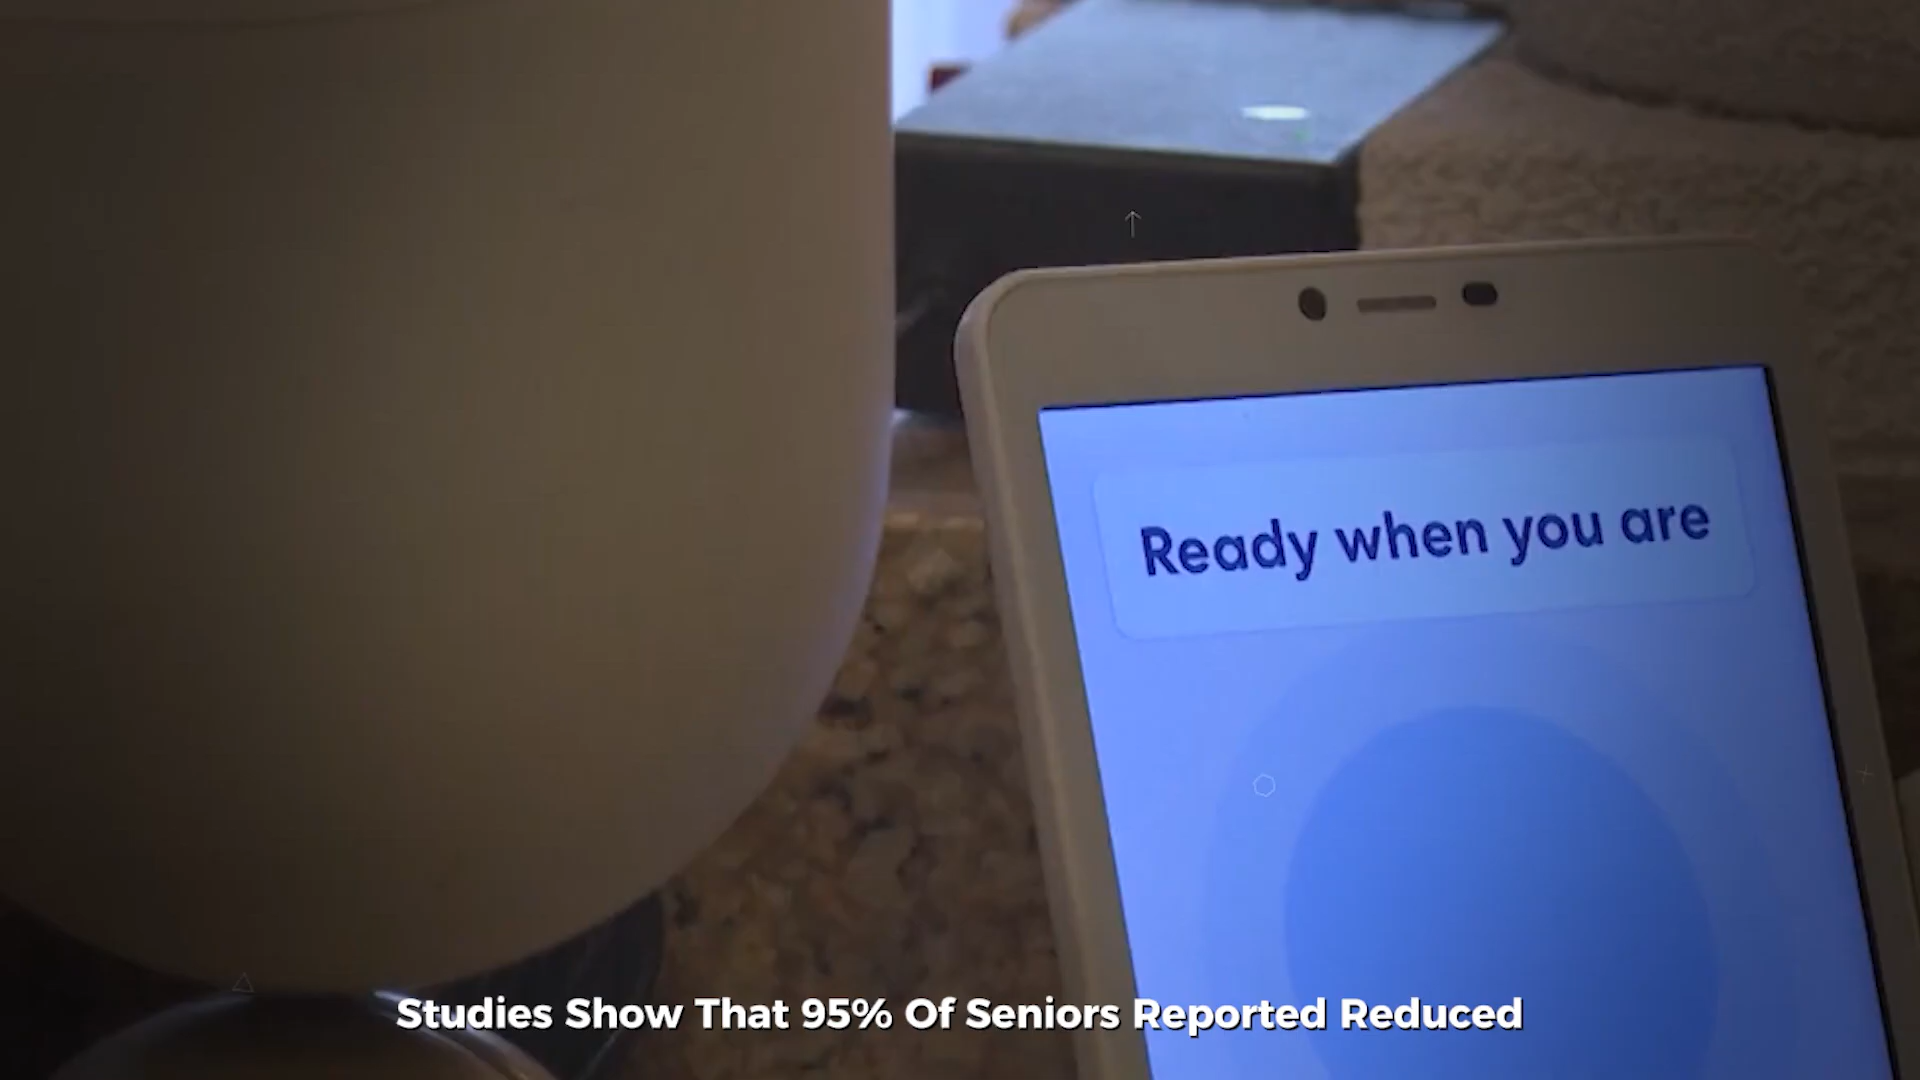 Ready when you are
Studies Show That 95% Of Seniors Reported Reduced